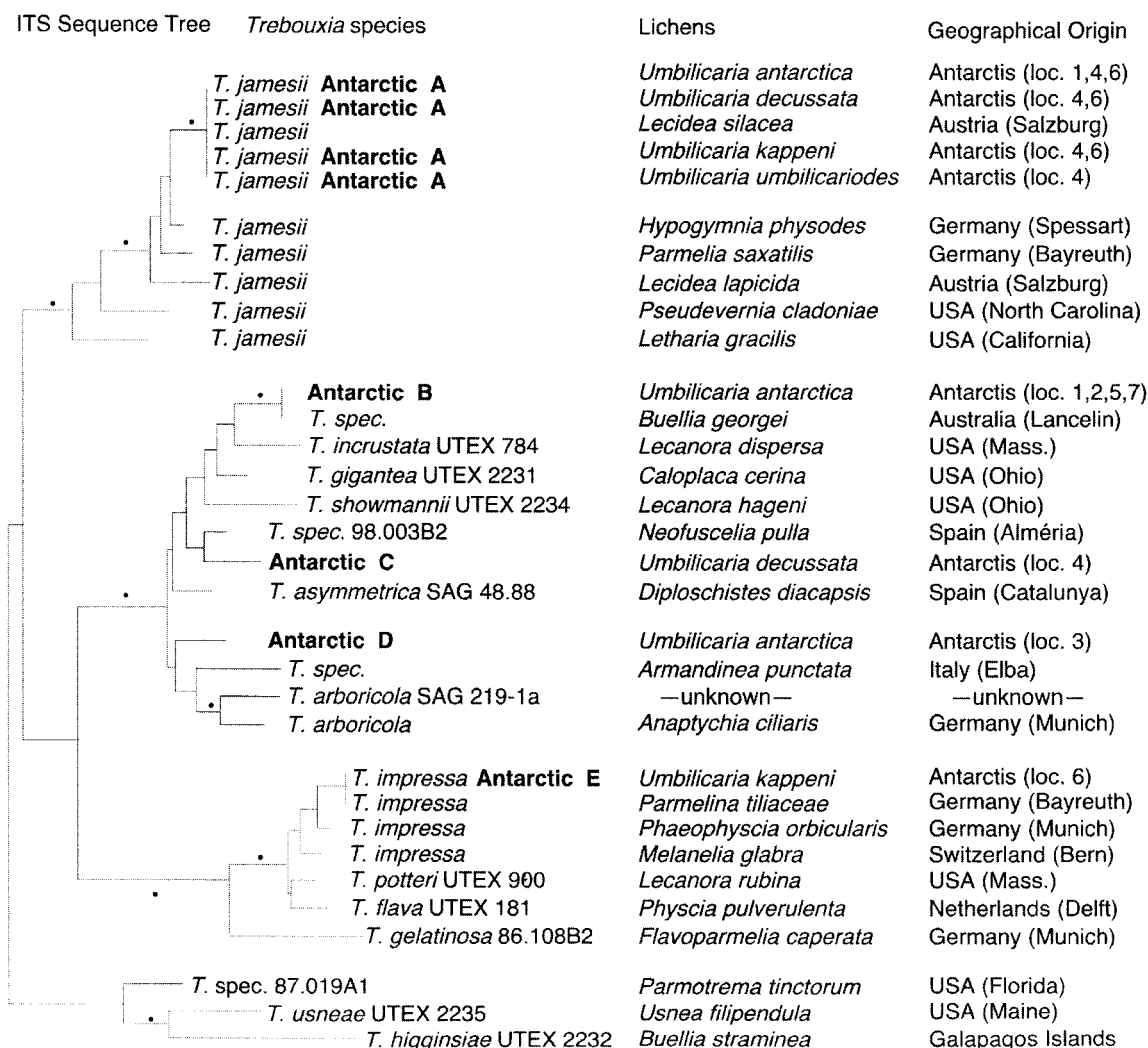 ITS Sequence Tree Trebouxia species Lichens Geographical Origin
T. jamesii Antarctic A Umbilicaria antarctica Antarctis (loc. 1,4,6)
T. jamesii Antarctic A Umbilicaria decussata Antarctis (loc. 4,6)
T. jamesii Lecidea silacea Austria (Salzburg)
T. jamesii Antarctic A Umbilicaria kappeni Antarctis (loc. 4,6)
T. jamesii Antarctic A Umbilicaria umbilicariodes Antarctis (loc. 4)
T. jamesii Hypogymnia physodes Germany (Spessart)
T. jamesii Parmelia saxatilis Germany (Bayreuth)
T. jamesii Lecidea lapicida Austria (Salzburg)
T. jamesii Pseudevernia cladoniae USA (North Carolina)
T. jamesii Letharia gracilis USA (California)
Antarctic B Umbilicaria antarctica Antarctis (loc. 1,2,5,7)
T. spec. Buellia georgei Australia (Lancelin)
T. incrustata UTEX 784 Lecanora dispersa USA (Mass.)
T. gigantea UTEX 2231 Caloplaca cerina USA (Ohio)
T. showmannii UTEX 2234 Lecanora hageni USA (Ohio)
T. spec. 98.003B2 Neofuscelia pulla Spain (Alméria)
Antarctic C Umbilicaria decussata Antarctis (loc. 4)
T. asymmetrica SAG 48.88 Diploschistes diacapsis Spain (Catalunya)
Antarctic D Umbilicaria antarctica Antarctis (loc. 3)
T. spec. Armandinea punctata Italy (Elba)
T. arboricola SAG 219-1a —unknown— —unknown—
T. arboricola Anaptychia ciliaris Germany (Munich)
T. impressa Antarctic E Umbilicaria kappeni Antarctis (loc. 6)
T. impressa Parmelina tiliaceae Germany (Bayreuth)
T. impressa Phaeophyscia orbicularis Germany (Munich)
T. impressa Melanelia glabra Switzerland (Bern)
T. potteri UTEX 900 Lecanora rubina USA (Mass.)
T. flava UTEX 181 Physcia pulverulenta Netherlands (Delft)
T. gelatinosa 86.108B2 Flavoparmelia caperata Germany (Munich)
T. spec. 87.019A1 Parmotrema tinctorum USA (Florida)
T. usneae UTEX 2235 Usnea filipendula USA (Maine)
T. higginsiae UTEX 2232 Buellia straminea Galapagos Islands